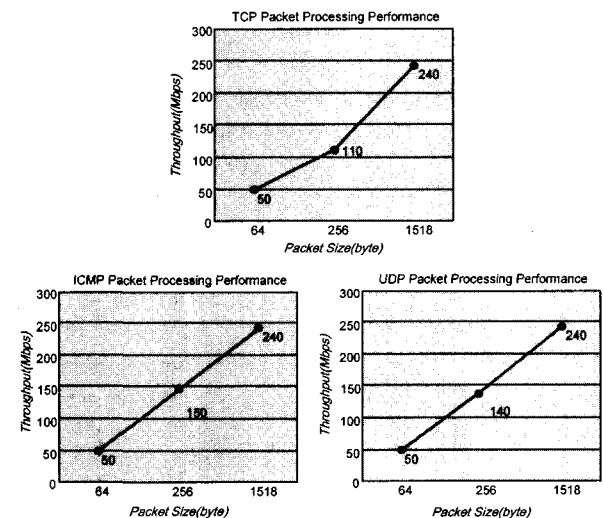 TCP Packet Processing Performance
300
250
200
150
100
50
0
240
110
50
64 256 1518
Throughput(Mbps)
Packet Size(byte)
ICMP Packet Processing Performance
300
250
200
150
100
50
0
240
150
50
64 256 1518
Throughput(Mbps)
Packet Size(byte)
UDP Packet Processing Performance
300
250
200
150
100
50
0
240
140
50
64 256 1518
Throughput(Mbps)
Packet Size(byte)